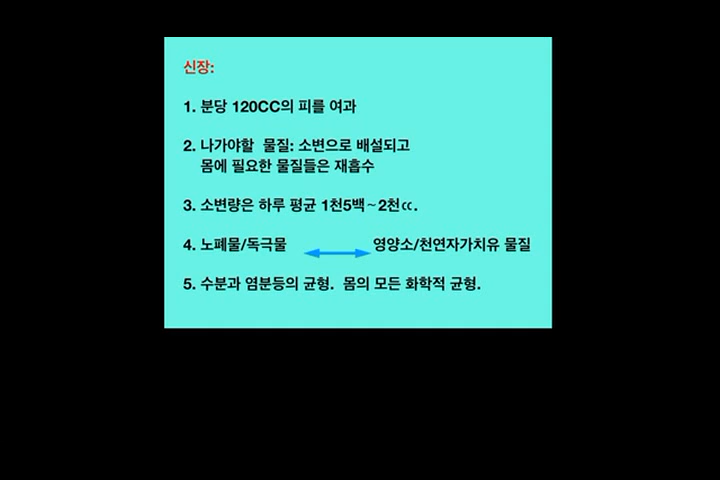 신장:
1. 분당 120CC의 피를 여과
2. 나가야할 물질: 소변으로 배설되고
몸에 필요한 물질들은 재흡수
3. 소변량은 하루 평균 1천5백~2천㏄.
4. 노폐물/독극물 영양소/천연자가치유 물질
5. 수분과 염분등의 균형. 몸의 모든 화학적 균형.